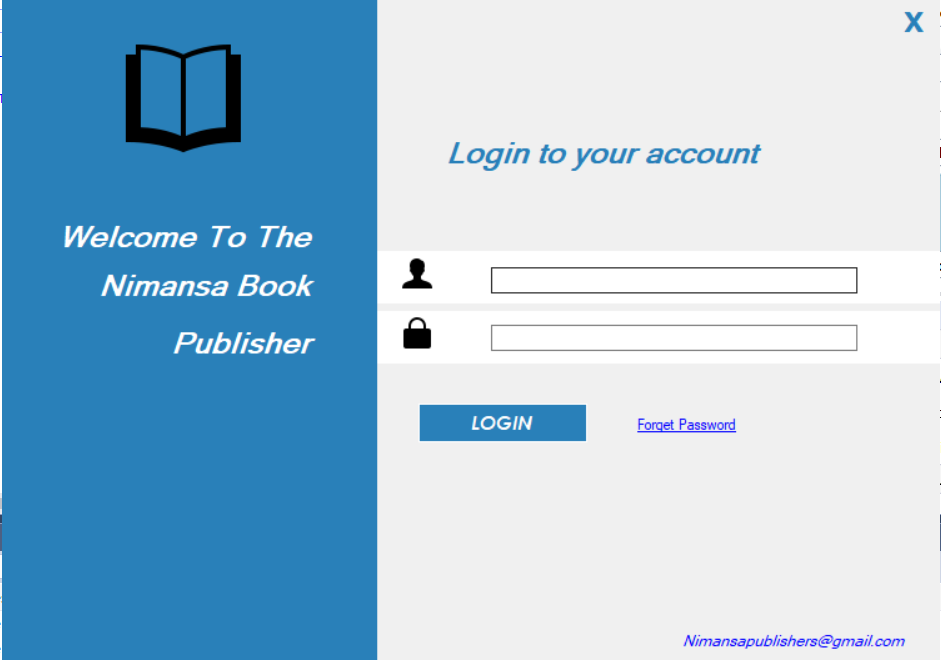 X
Login to your account
Welcome To The
Nimansa Book
Publisher
LOGIN
Forget Password
Nimansapublishers@gmail.com